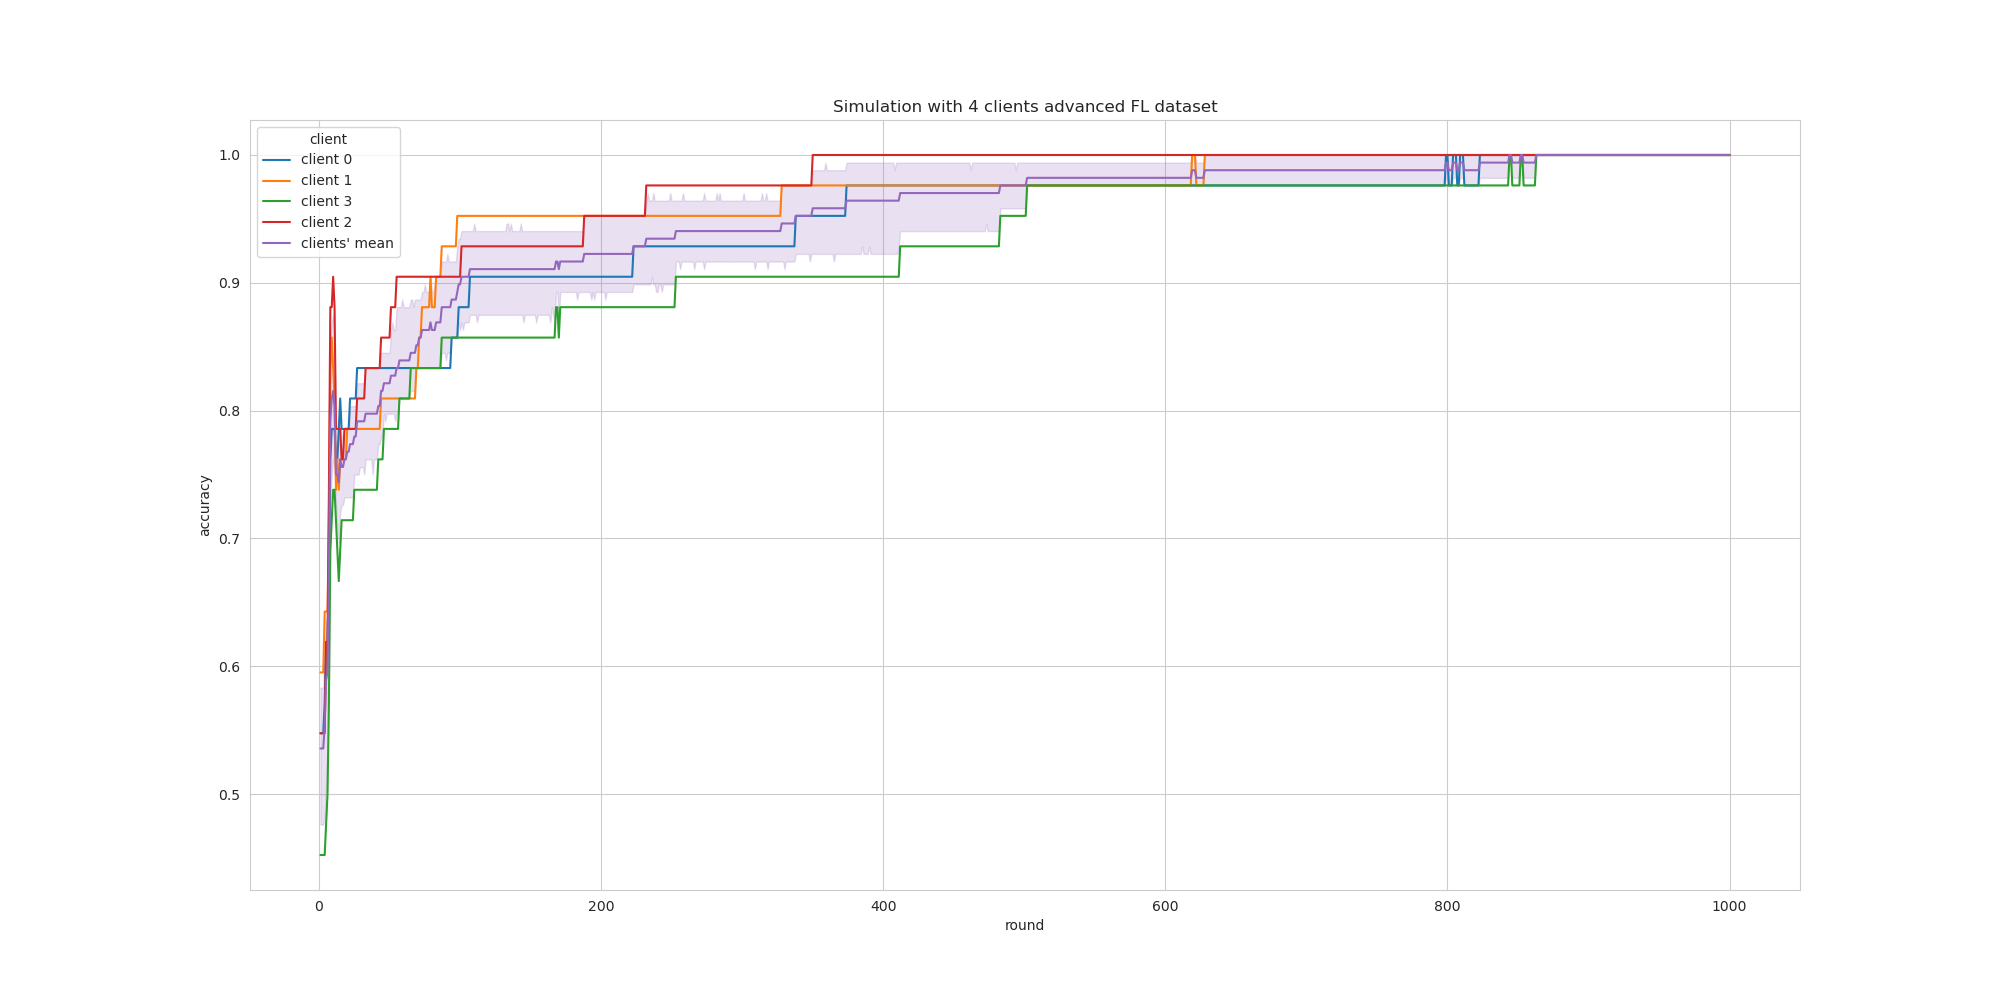 Simulation with 4 clients advanced FL dataset
client
client 0
client 1
client 3
client 2
clients' mean
1.0
0.9
0.8
0.7
0.6
0.5
accuracy
0 200 400 600 800 1000
round